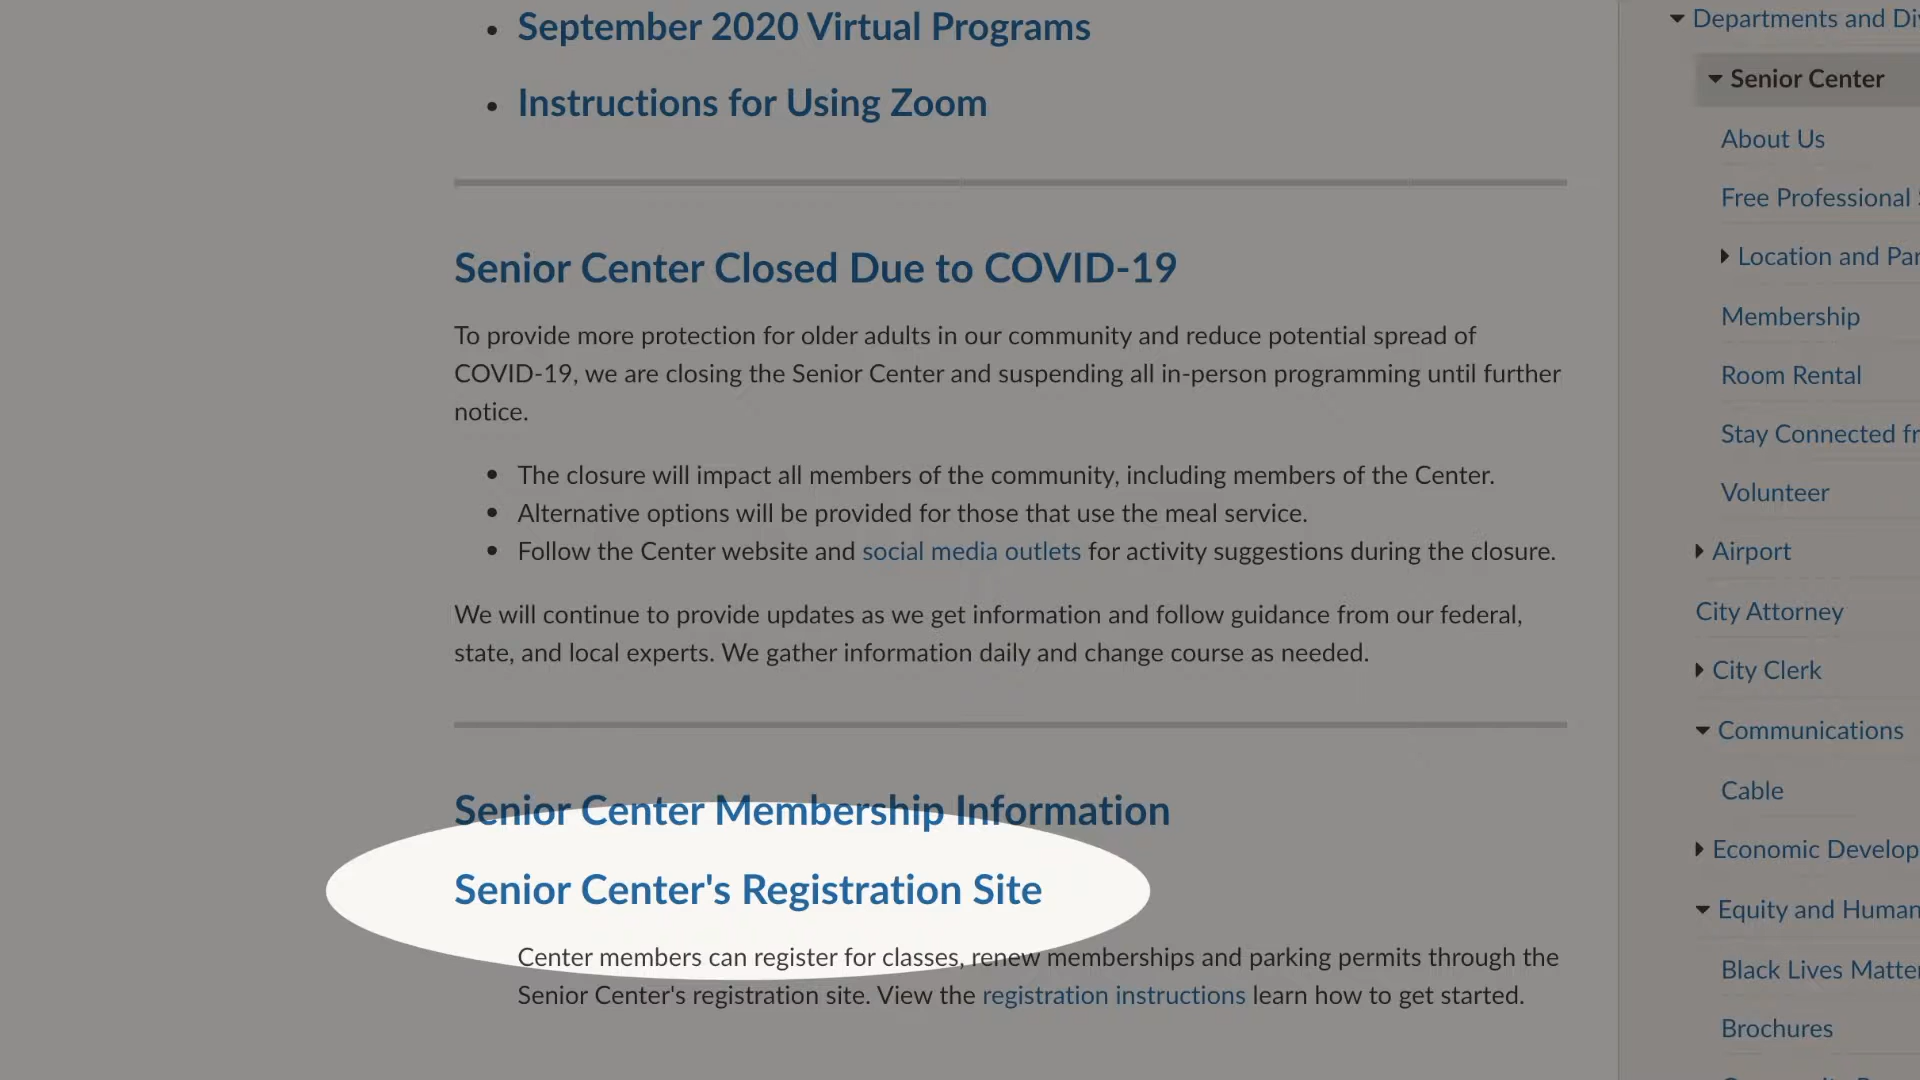 September 2020 Virtual Programs
Instructions for Using Zoom
Senior Center Closed Due to COVID-19
To provide more protection for older adults in our community and reduce potential spread of
COVID-19, we are closing the Senior Center and suspending all in-person programming until further
notice.
The closure will impact all members of the community, including members of the Center.
Alternative options will be provided for those that use the meal service.
Follow the Center website and social media outlets for activity suggestions during the closure.
We will continue to provide updates as we get information and follow guidance from our federal,
state, and local experts. We gather information daily and change course as needed.
Senior Center Membership Information
Senior Center's Registration Site
Center members can register for classes, renew memberships and parking permits through the
Senior Center's registration site. View the registration instructions learn how to get started.
Departments and
Senior Center
About Us
Free Professional
Location and
Membership
Room Rental
Stay Connected
Volunteer
Airport
City Attorney
City Clerk
Communications
Cable
Economic
Equity and Human
Black Lives
Brochures